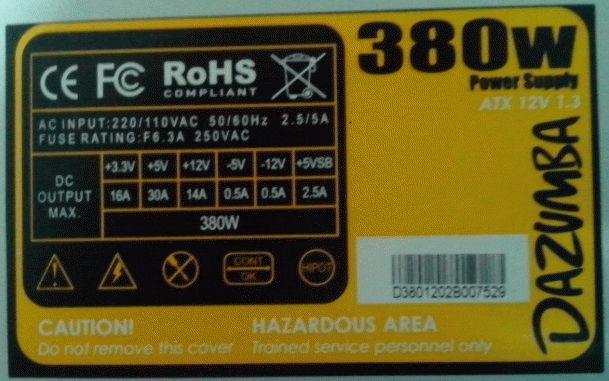 CE FC RoHS
COMPLIANT
380w
Power Supply
ATX 12V 1.3
AC INPUT:220/110VAC 50/60Hz 2.5/5A
FUSE RATING:F6.3A 250VAC
DC OUTPUT MAX.
+3.3V +5V +12V -5V -12V +5VSB
16A 30A 14A 0.5A 0.5A 2.5A
380W
CONT
OK
HIPOT
DAZUMBA
D3801202B007529
CAUTION!
Do not remove this cover
HAZARDOUS AREA
Trained service personnel only